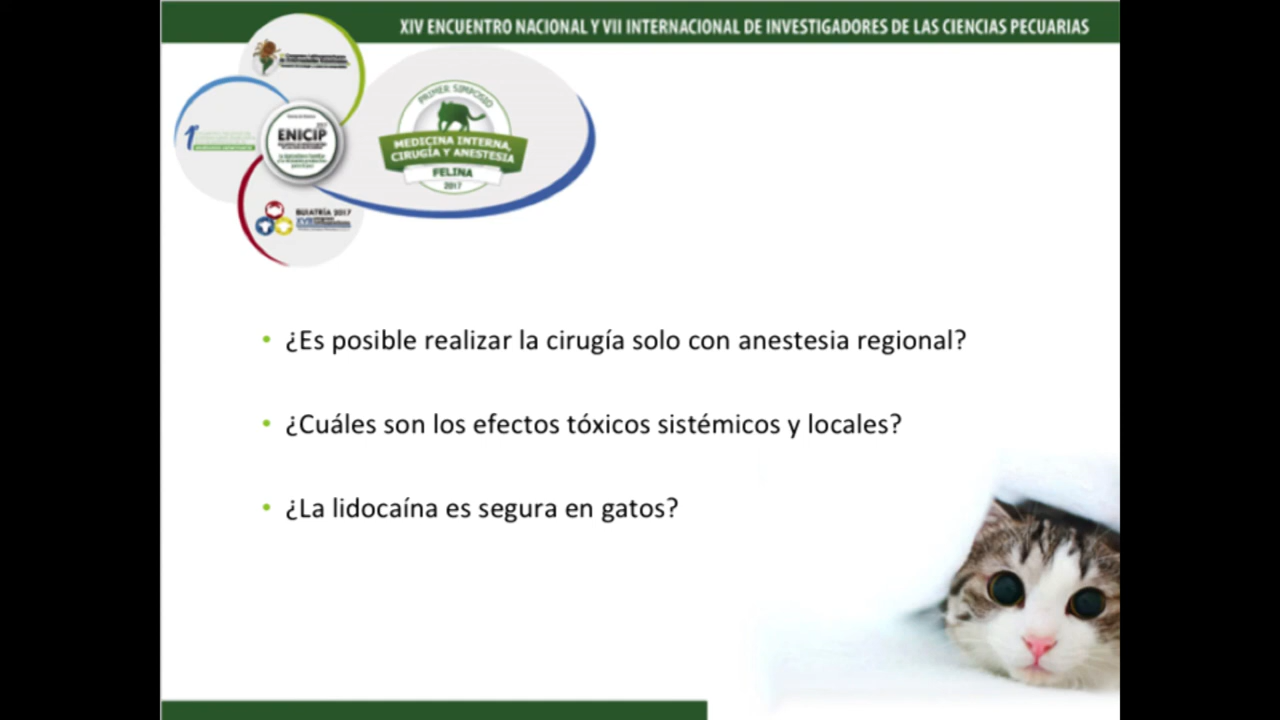 XIV ENCUENTRO NACIONAL Y VII INTERNACIONAL DE INVESTIGADORES DE LAS CIENCIAS PECUARIAS
PRIMER SIMPOSIO
MEDICINA INTERNA,
CIRUGÍA Y ANESTESIA
FELINA
2017
ENICIP
BUIATRÍA 2017
• ¿Es posible realizar la cirugía solo con anestesia regional?
• ¿Cuáles son los efectos tóxicos sistémicos y locales?
• ¿La lidocaína es segura en gatos?